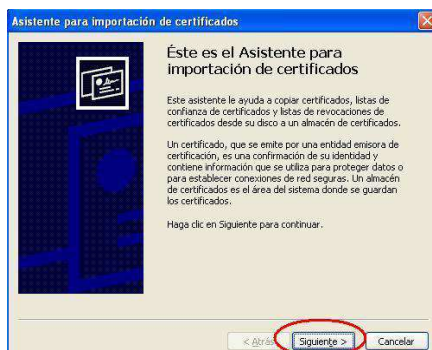 Asistente para importación de certificados
Éste es el Asistente para
importación de certificados
Este asistente le ayuda a copiar certificados, listas de
confianza de certificados y listas de revocaciones de
certificados desde su disco a un almacén de certificados.
Un certificado, que se emite por una entidad emisora de
certificación, es una confirmación de su identidad y
contiene información que se utiliza para proteger datos o
para establecer conexiones de red seguras. Un almacén
de certificados es el área del sistema donde se guardan
los certificados.
Haga clic en Siguiente para continuar.
< Atrás Siguiente > Cancelar